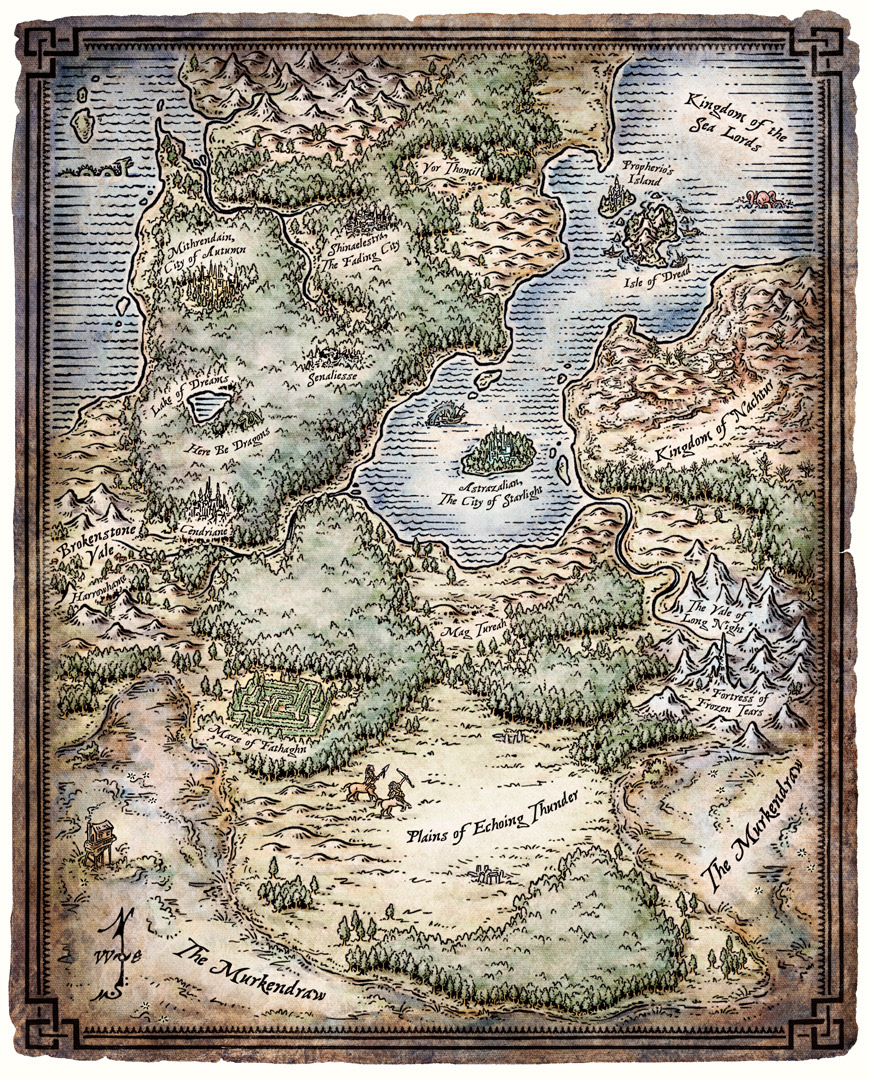 Kingdom of the
Sea Lords
Yor Thomil
Propherio's
Island
Mithrendain,
City of Autumn
Shinaelestra,
The Fading City
Isle of Dread
Senaliesse
Lake of Dreams
Kingdom of Nachtur
Here Be Dragons
Astrazalian,
The City of Starlight
Cendriane
Brokenstone
Vale
Harrowhame
The Vale of
Long Night
Mag Tureah
Fortress of
Frozen Tears
Maze of Fathaghn
Plains of Echoing Thunder
The Murkendraw
N
W E
S
The Murkendraw